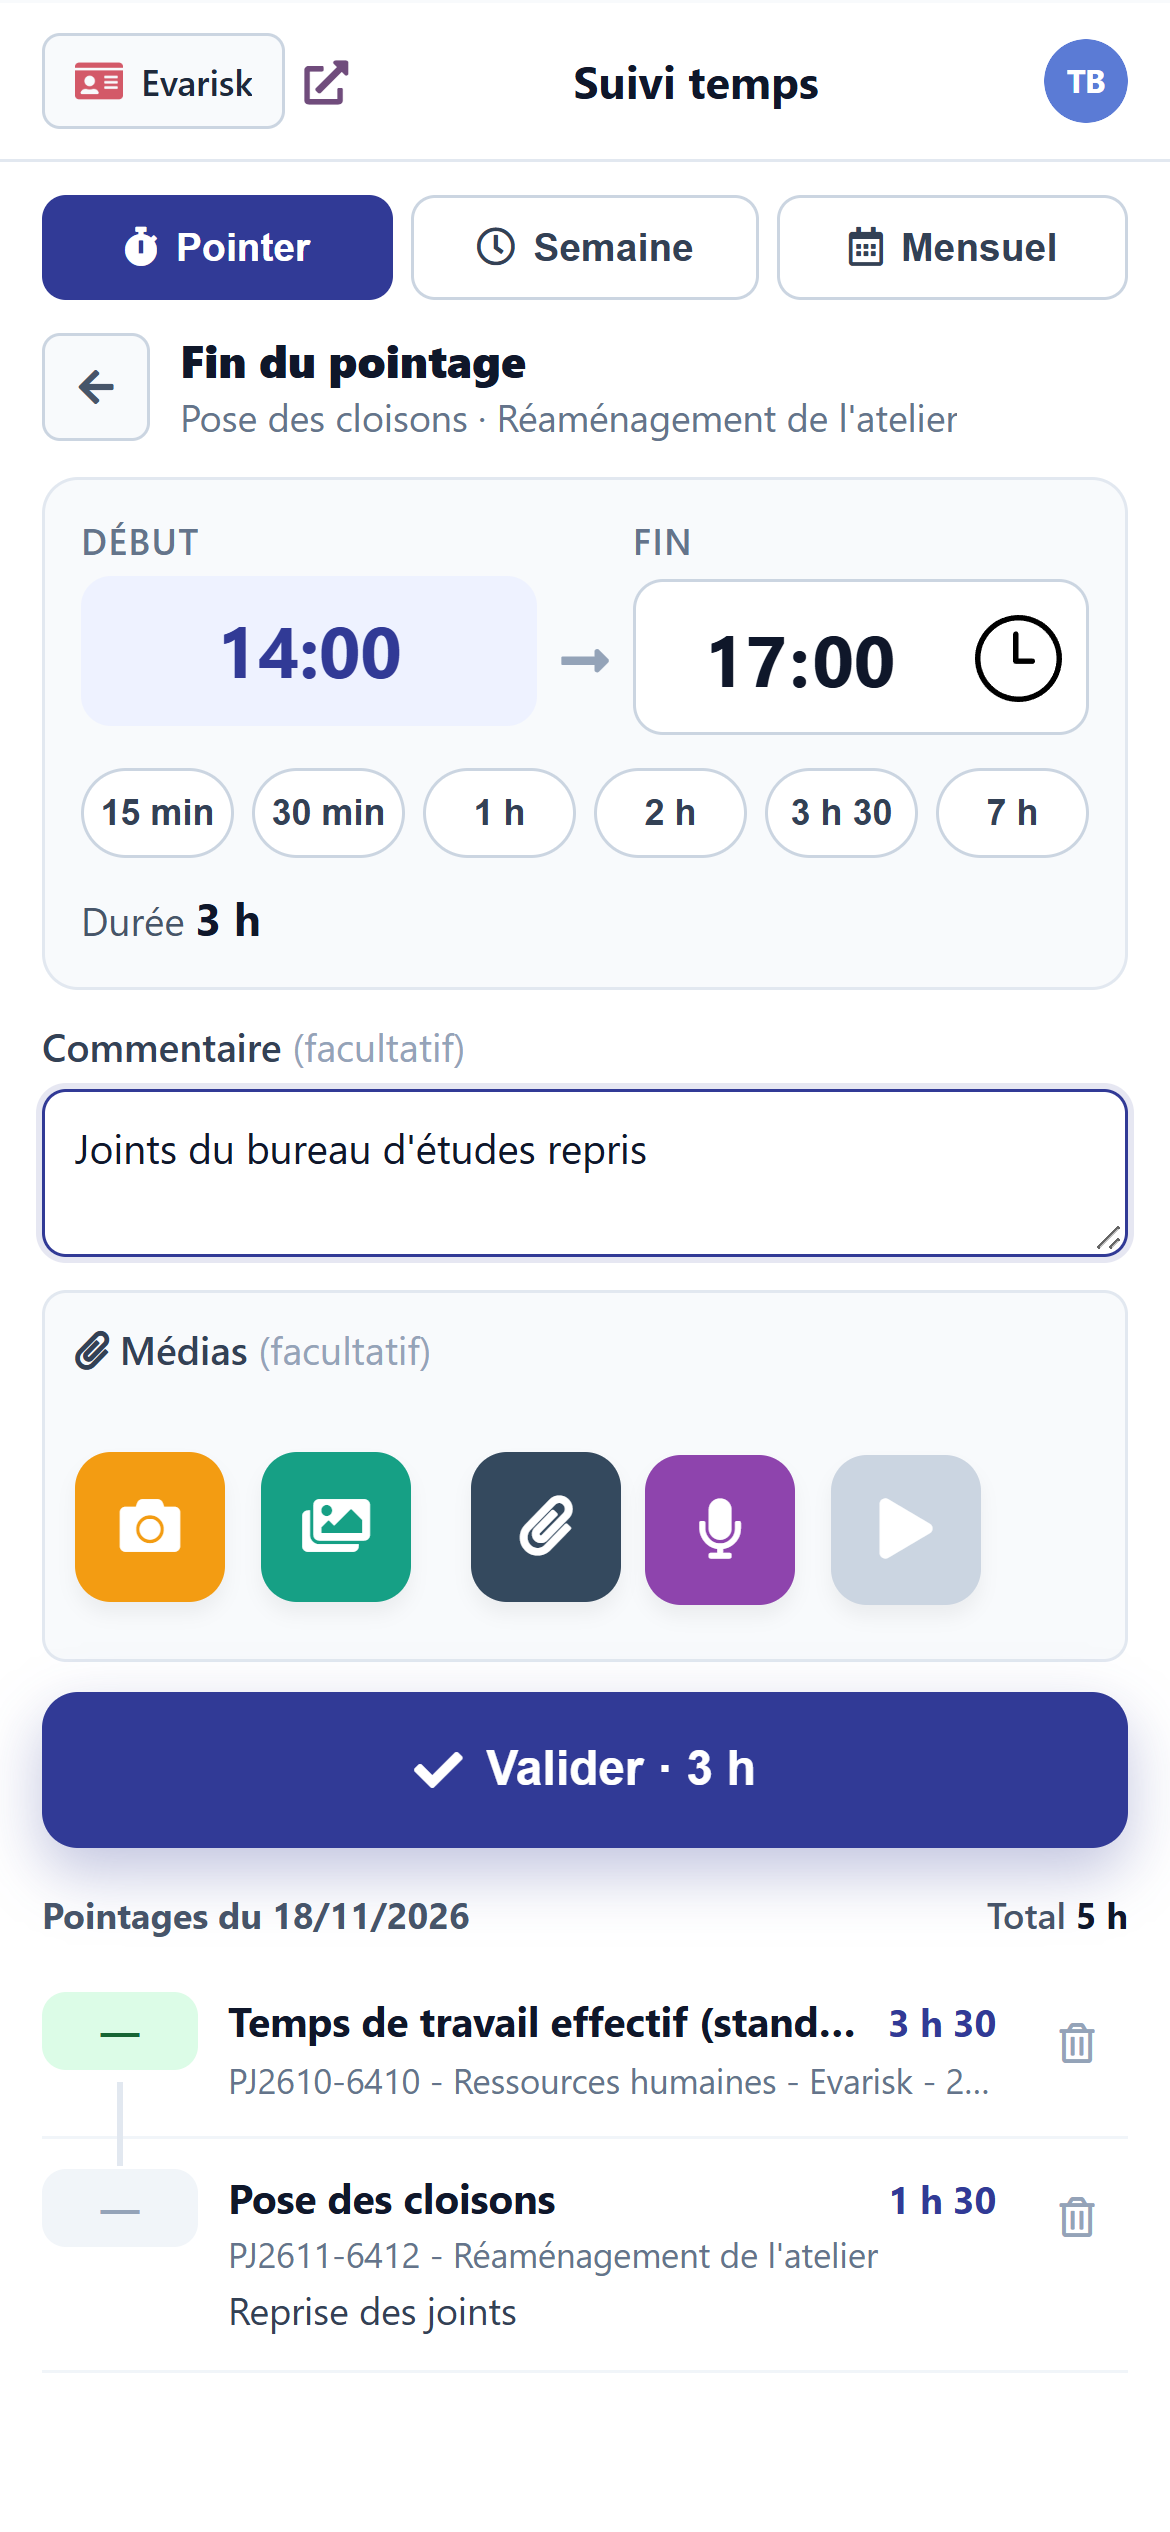 Evarisk
Suivi temps
TB
Pointer
Semaine
Mensuel
Fin du pointage
Pose des cloisons · Réaménagement de l'atelier
DÉBUT
FIN
14:00
17:00
15 min
30 min
1 h
2 h
3 h 30
7 h
Durée 3 h
Commentaire (facultatif)
Joints du bureau d'études repris
Médias (facultatif)
Valider · 3 h
Pointages du 18/11/2026
Total 5 h
—
Temps de travail effectif (stand...
3 h 30
PJ2610-6410 - Ressources humaines - Evarisk - 2...
—
Pose des cloisons
1 h 30
PJ2611-6412 - Réaménagement de l'atelier
Reprise des joints